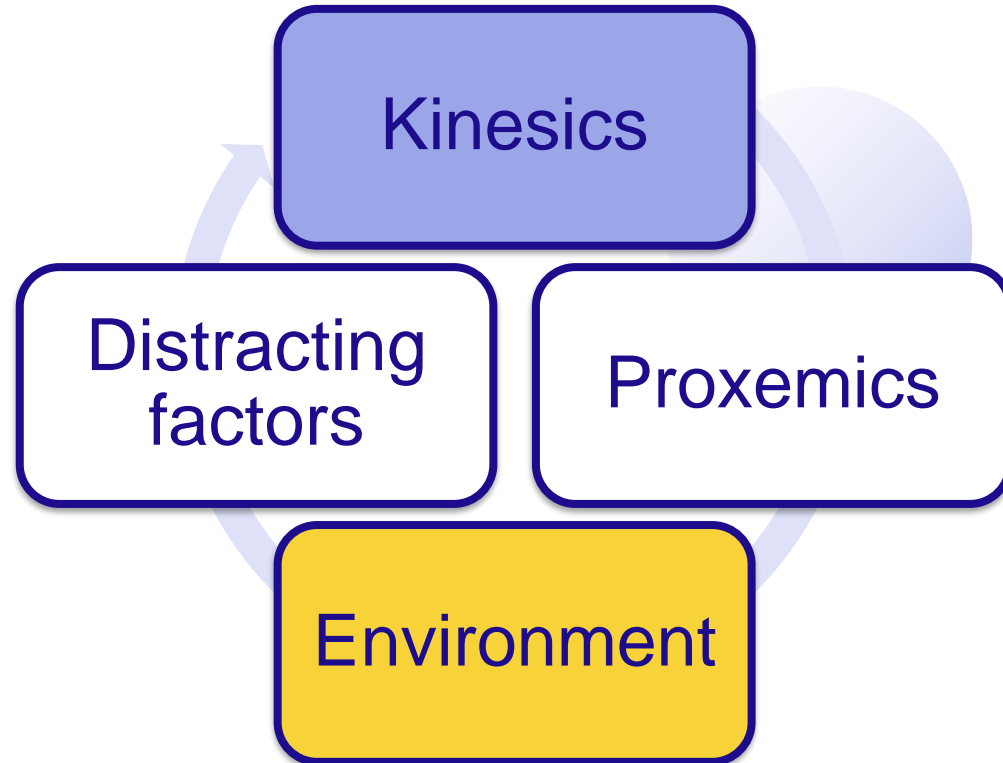 Kinesics
Distracting
factors
Proxemics
Environment